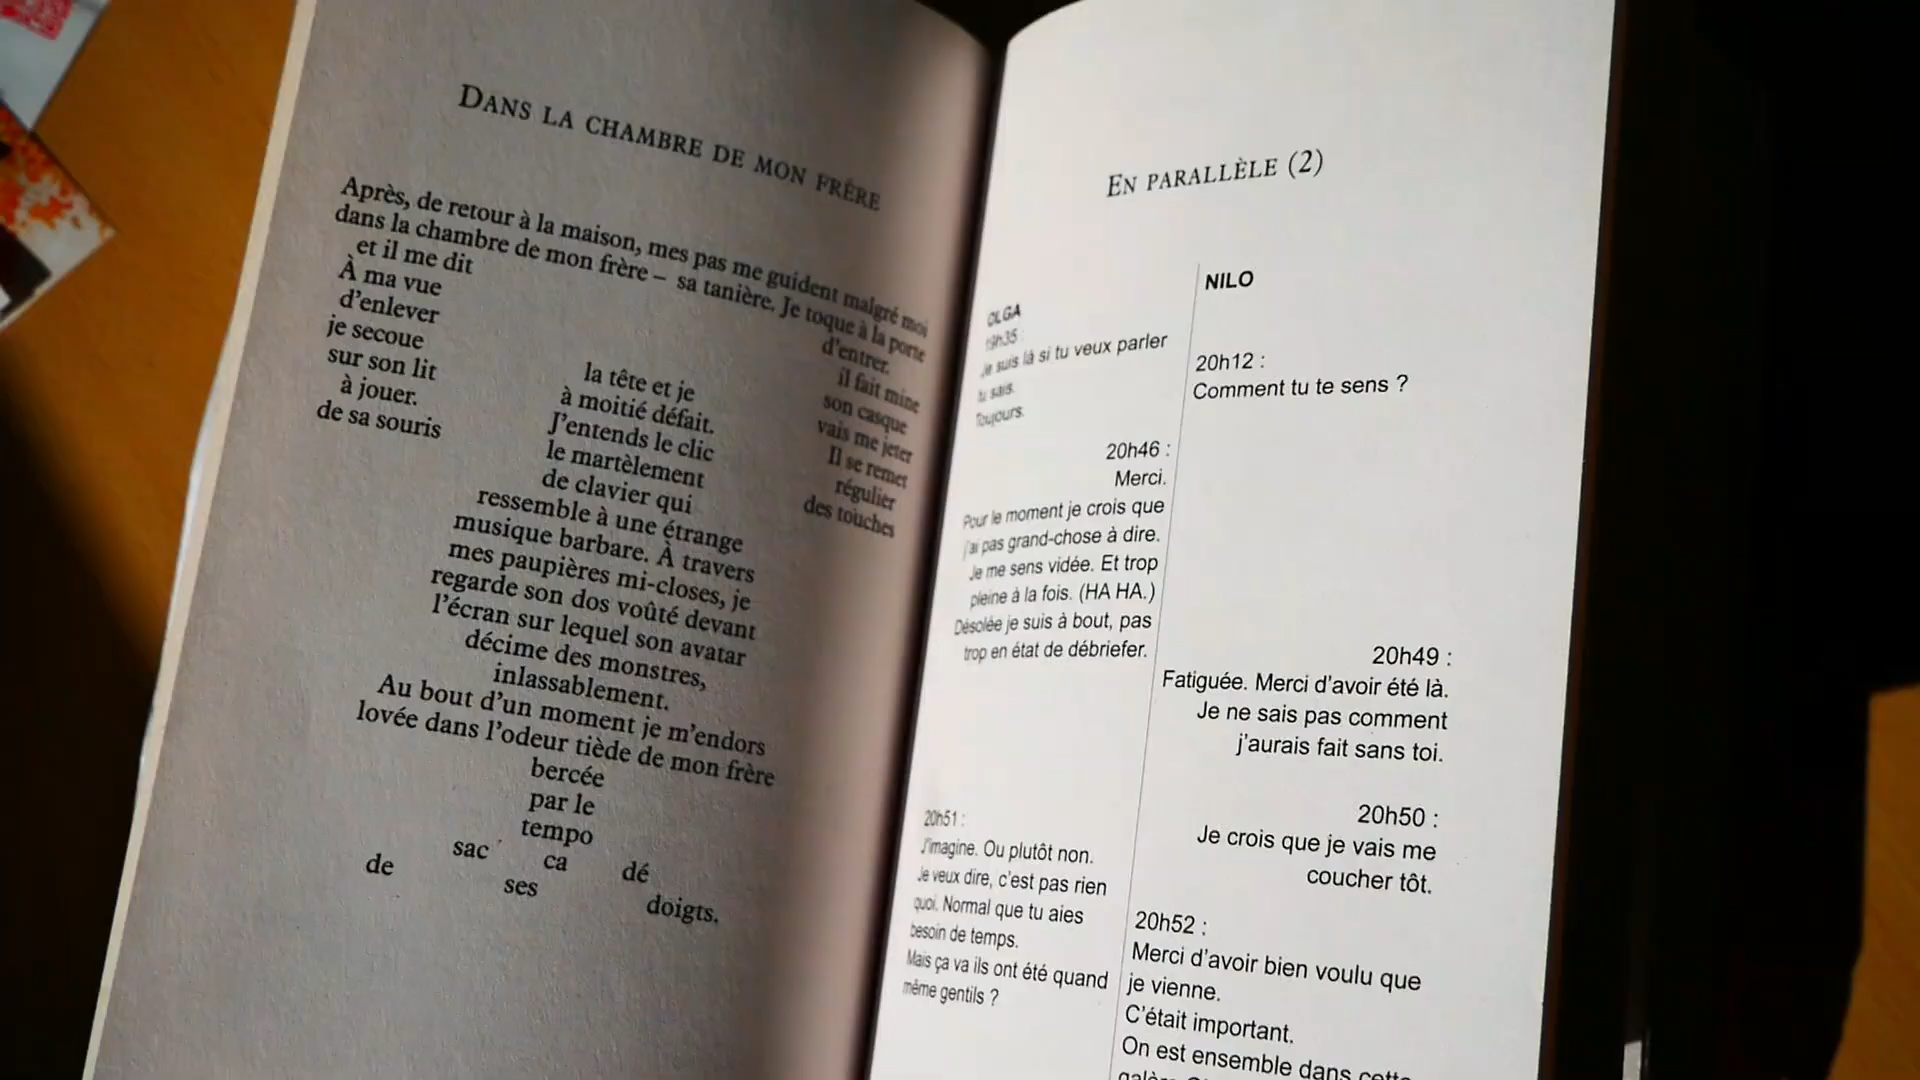 DANS LA CHAMBRE DE MON FRÈRE
Après, de retour à la maison, mes pas me guident malgré moi
dans la chambre de mon frère – sa tanière. Je toque à la porte
et il me dit d'entrer.
À ma vue il fait mine
d'enlever son casque
je secoue la tête et je vais me jeter
sur son lit à moitié défait. Il se remet
à jouer. J'entends le clic régulier
de sa souris le martèlement des touches
de clavier qui
ressemble à une étrange
musique barbare. À travers
mes paupières mi-closes, je
regarde son dos voûté devant
l'écran sur lequel son avatar
décime des monstres,
inlassablement.
Au bout d'un moment je m'endors
lovée dans l'odeur tiède de mon frère
bercée
par le
tempo
sac ca dé
de ses doigts.
EN PARALLÈLE (2)
OLGA
19h35 :
Je suis là si tu veux parler
tu sais.
Toujours.
20h46 :
Merci.
Pour le moment je crois que
j'ai pas grand-chose à dire.
Je me sens vidée. Et trop
pleine à la fois. (HA HA.)
Désolée je suis à bout, pas
trop en état de débriefer.
20h51 :
J'imagine. Ou plutôt non.
Je veux dire, c'est pas rien
quoi. Normal que tu aies
besoin de temps.
Mais ça va ils ont été quand
même gentils ?
NILO
20h12 :
Comment tu te sens ?
20h49 :
Fatiguée. Merci d'avoir été là.
Je ne sais pas comment
j'aurais fait sans toi.
20h50 :
Je crois que je vais me
coucher tôt.
20h52 :
Merci d'avoir bien voulu que
je vienne.
C'était important.
On est ensemble dans cette